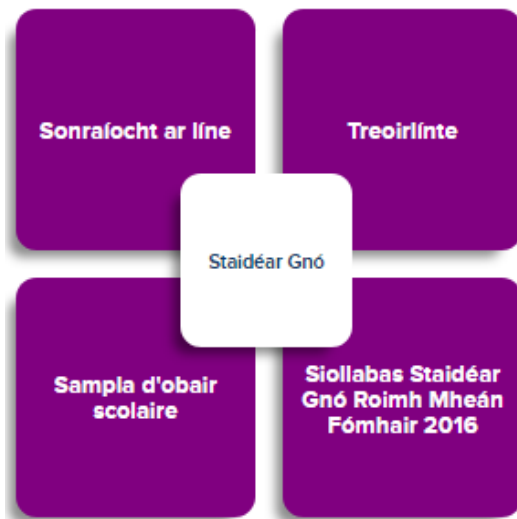 Sonraíocht ar líne
Treoirlínte
Staidéar Gnó
Sampla d'obair
scolaire
Siollabas Staidéar
Gnó Roimh Mheán
Fómhair 2016